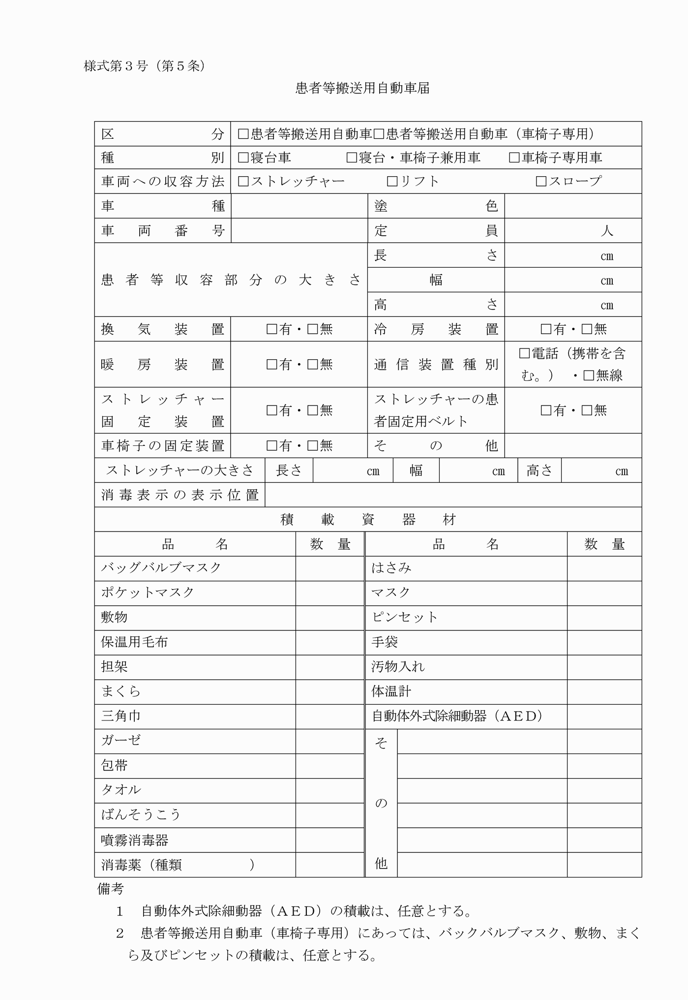 様式第３号（第５条）
患者等搬送用自動車届
区分 □患者等搬送用自動車□患者等搬送用自動車（車椅子専用）
種別 □寝台車 □寝台・車椅子兼用車 □車椅子専用車
車両への収容方法 □ストレッチャー □リフト □スロープ
車種 塗色
車両番号 定員 人
患者等収容部分の大きさ
長さ ㎝
幅 ㎝
高さ ㎝
換気装置 □有・□無 冷房装置 □有・□無
暖房装置 □有・□無 通信装置種別
□電話（携帯を含
む。） ・□無線
ストレッチャー
固定装置
□有・□無
ストレッチャーの患
者固定用ベルト
□有・□無
車椅子の固定装置 □有・□無 その他
ストレッチャーの大きさ 長さ ㎝ 幅 ㎝ 高さ ㎝
消毒表示の表示位置
積載資器材
品名 数量 品名 数量
バッグバルブマスク はさみ
ポケットマスク マスク
敷物 ピンセット
保温用毛布 手袋
担架 汚物入れ
まくら 体温計
三角巾 自動体外式除細動器（ＡＥＤ）
ガーゼ その他
包帯
タオル
ばんそうこう
噴霧消毒器
消毒薬（種類 ）
備考
１ 自動体外式除細動器（ＡＥＤ）の積載は、任意とする。
２ 患者等搬送用自動車（車椅子専用）にあっては、バックバルブマスク、敷物、まく
ら及びピンセットの積載は、任意とする。